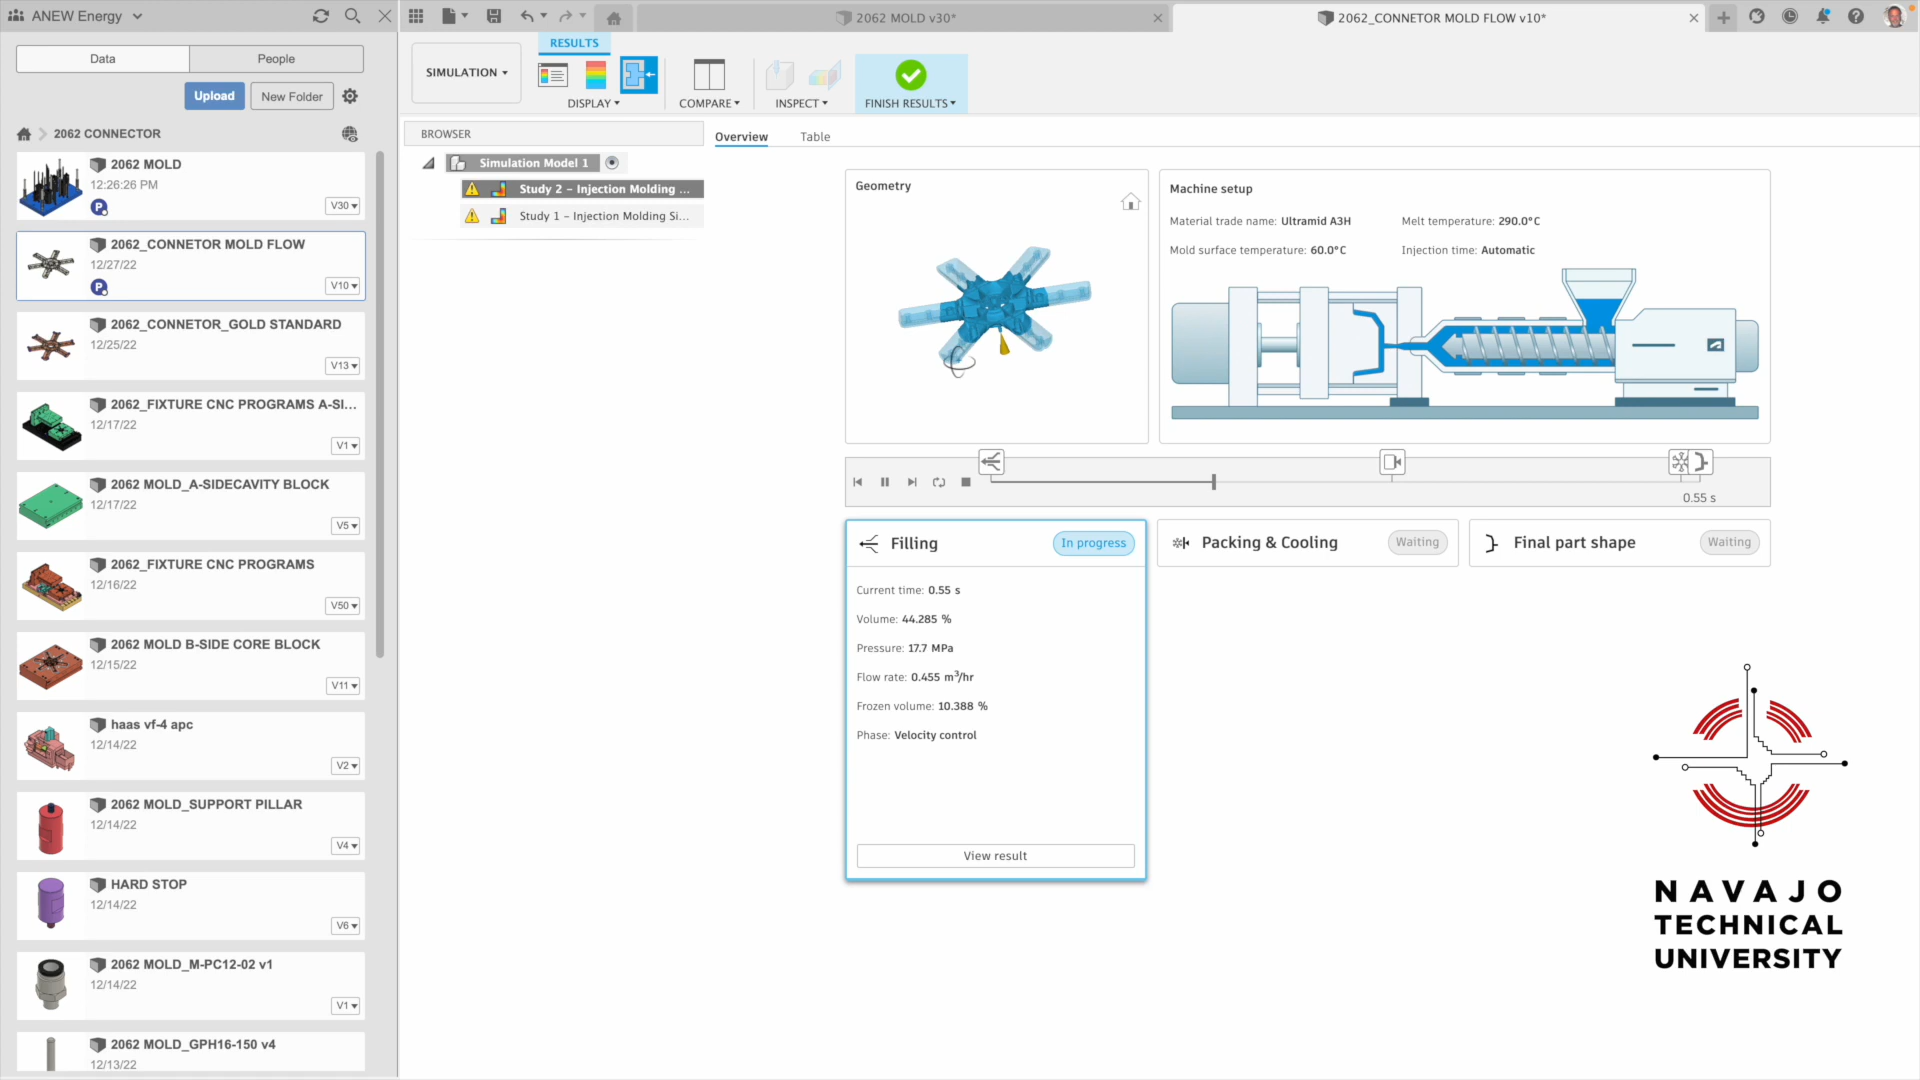 ANEW Energy
2062 MOLD v30*
2062_CONNETOR MOLD FLOW v10*
Data
People
Upload
New Folder
2062 CONNECTOR
2062 MOLD
12:26:26 PM
P
V30
2062_CONNETOR MOLD FLOW
12/27/22
P
V10
2062_CONNETOR_GOLD STANDARD
12/25/22
V13
2062_FIXTURE CNC PROGRAMS A-SI...
12/17/22
V1
2062 MOLD_A-SIDECAVITY BLOCK
12/17/22
V5
2062_FIXTURE CNC PROGRAMS
12/16/22
V50
2062 MOLD B-SIDE CORE BLOCK
12/15/22
V11
haas vf-4 apc
12/14/22
V2
2062 MOLD_SUPPORT PILLAR
12/14/22
V4
HARD STOP
12/14/22
V6
2062 MOLD_M-PC12-02 v1
12/14/22
V1
2062 MOLD_GPH16-150 v4
12/13/22
RESULTS
SIMULATION
DISPLAY
COMPARE
INSPECT
FINISH RESULTS
BROWSER
Simulation Model 1
Study 2 - Injection Molding ...
Study 1 - Injection Molding Si...
Overview
Table
Geometry
Machine setup
Material trade name: Ultramid A3H
Melt temperature: 290.0°C
Mold surface temperature: 60.0°C
Injection time: Automatic
0.55 s
Filling
In progress
Current time: 0.55 s
Volume: 44.285 %
Pressure: 17.7 MPa
Flow rate: 0.455 m³/hr
Frozen volume: 10.388 %
Phase: Velocity control
View result
Packing & Cooling
Waiting
Final part shape
Waiting
NAVAJO
TECHNICAL
UNIVERSITY